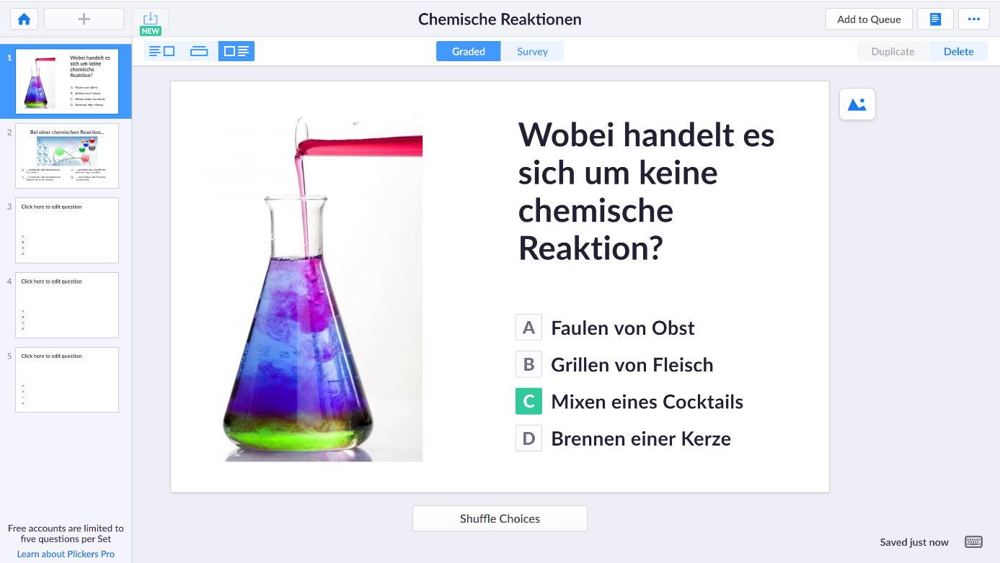 Chemische Reaktionen
Add to Queue
NEW
Graded
Survey
Duplicate
Delete
1
Wobei handelt es
sich um keine
chemische
Reaktion?
A Faulen von Obst
B Grillen von Fleisch
C Mixen eines Cocktails
D Brennen einer Kerze
2
Bei einer chemischen Reaktion...
3
Click here to edit question
A
B
C
D
4
Click here to edit question
A
B
C
D
5
Click here to edit question
A
B
C
D
Free accounts are limited to
five questions per Set
Learn about Plickers Pro
Wobei handelt es
sich um keine
chemische
Reaktion?
A Faulen von Obst
B Grillen von Fleisch
C Mixen eines Cocktails
D Brennen einer Kerze
Shuffle Choices
Saved just now